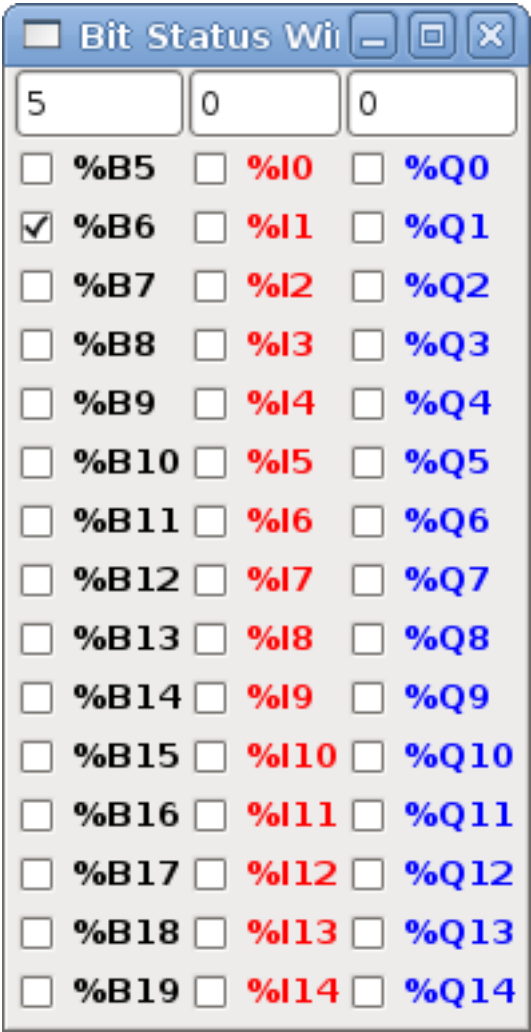 Bit Status Wi
5 0 0
%B5 %I0 %Q0
%B6 %I1 %Q1
%B7 %I2 %Q2
%B8 %I3 %Q3
%B9 %I4 %Q4
%B10 %I5 %Q5
%B11 %I6 %Q6
%B12 %I7 %Q7
%B13 %I8 %Q8
%B14 %I9 %Q9
%B15 %I10 %Q10
%B16 %I11 %Q11
%B17 %I12 %Q12
%B18 %I13 %Q13
%B19 %I14 %Q14